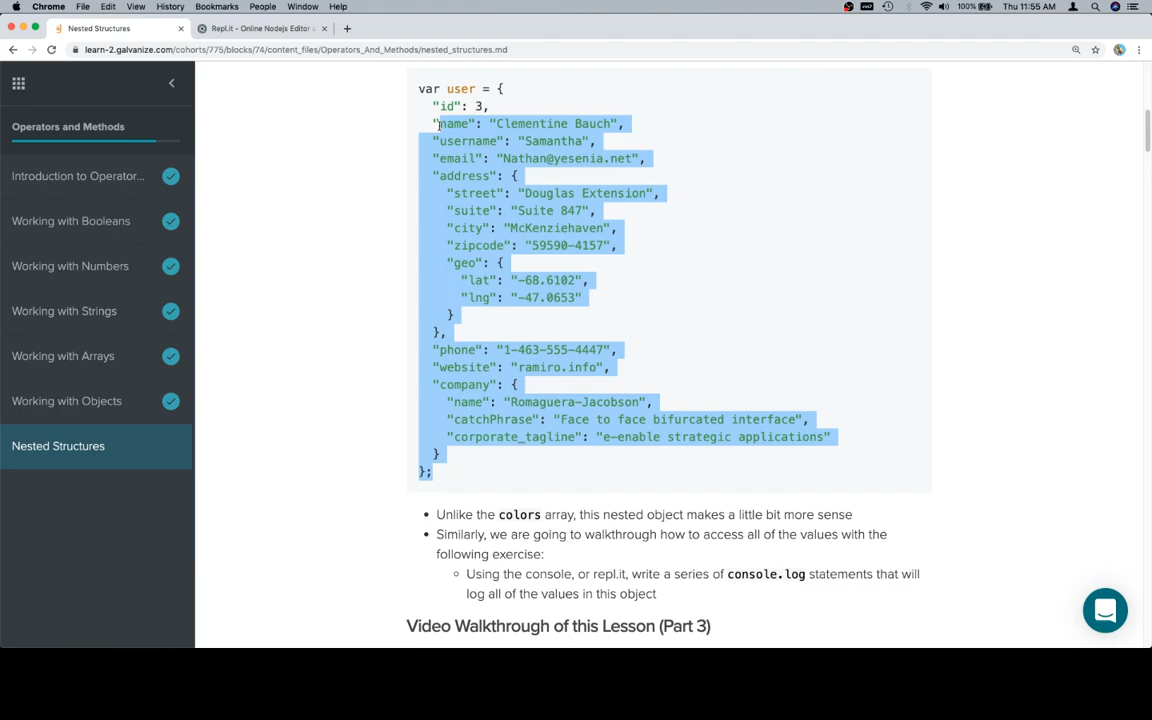 Chrome File Edit View History Bookmarks People Window Help
100% Thu 11:55 AM
Nested Structures
Repl.it - Online Nodejs Editor
learn-2.galvanize.com/cohorts/775/blocks/74/content_files/Operators_And_Methods/nested_structures.md
Operators and Methods
Introduction to Operator...
Working with Booleans
Working with Numbers
Working with Strings
Working with Arrays
Working with Objects
Nested Structures
var user = {
"id": 3,
"name": "Clementine Bauch",
"username": "Samantha",
"email": "Nathan@yesenia.net",
"address": {
"street": "Douglas Extension",
"suite": "Suite 847",
"city": "McKenziehaven",
"zipcode": "59590-4157",
"geo": {
"lat": "-68.6102",
"lng": "-47.0653"
}
},
"phone": "1-463-555-4447",
"website": "ramiro.info",
"company": {
"name": "Romaguera-Jacobson",
"catchPhrase": "Face to face bifurcated interface",
"corporate_tagline": "e-enable strategic applications"
}
};
• Unlike the colors array, this nested object makes a little bit more sense
• Similarly, we are going to walkthrough how to access all of the values with the
following exercise:
◦ Using the console, or repl.it, write a series of console.log statements that will
log all of the values in this object
Video Walkthrough of this Lesson (Part 3)